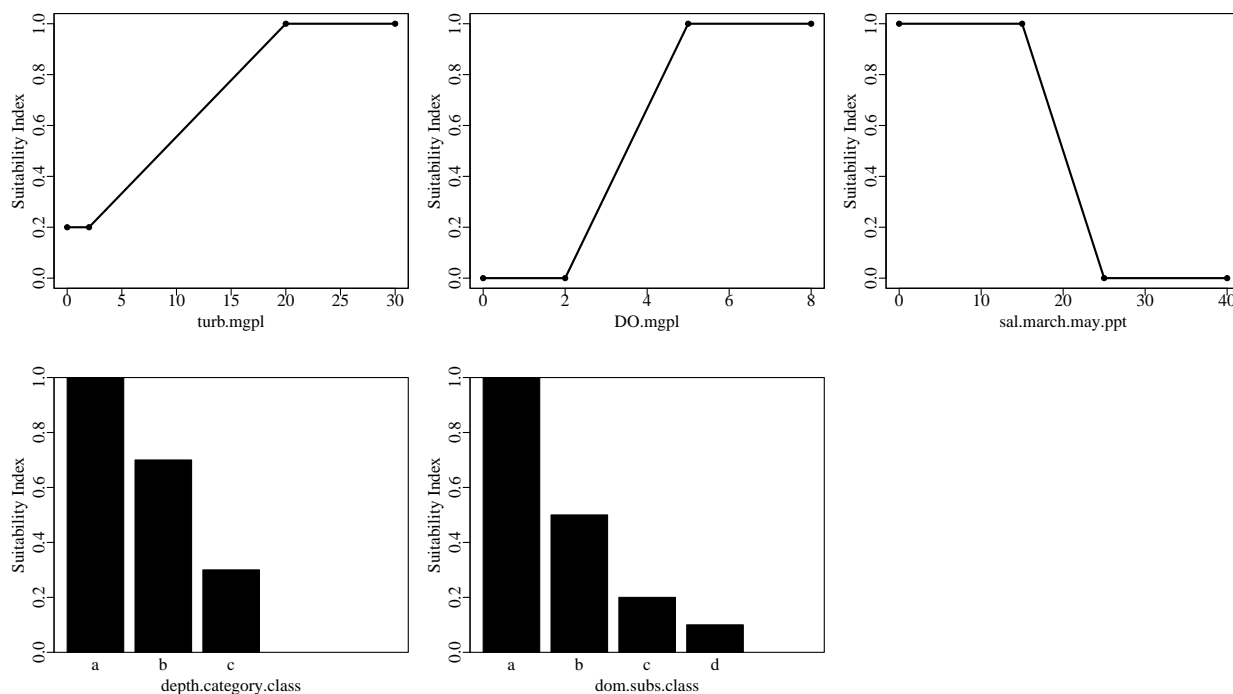 Suitability Index
0.0 0.2 0.4 0.6 0.8 1.0
0 5 10 15 20 25 30
turb.mgpl
Suitability Index
0.0 0.2 0.4 0.6 0.8 1.0
0 2 4 6 8
DO.mgpl
Suitability Index
0.0 0.2 0.4 0.6 0.8 1.0
0 10 20 30 40
sal.march.may.ppt
Suitability Index
0.0 0.2 0.4 0.6 0.8 1.0
a b c
depth.category.class
Suitability Index
0.0 0.2 0.4 0.6 0.8 1.0
a b c d
dom.subs.class